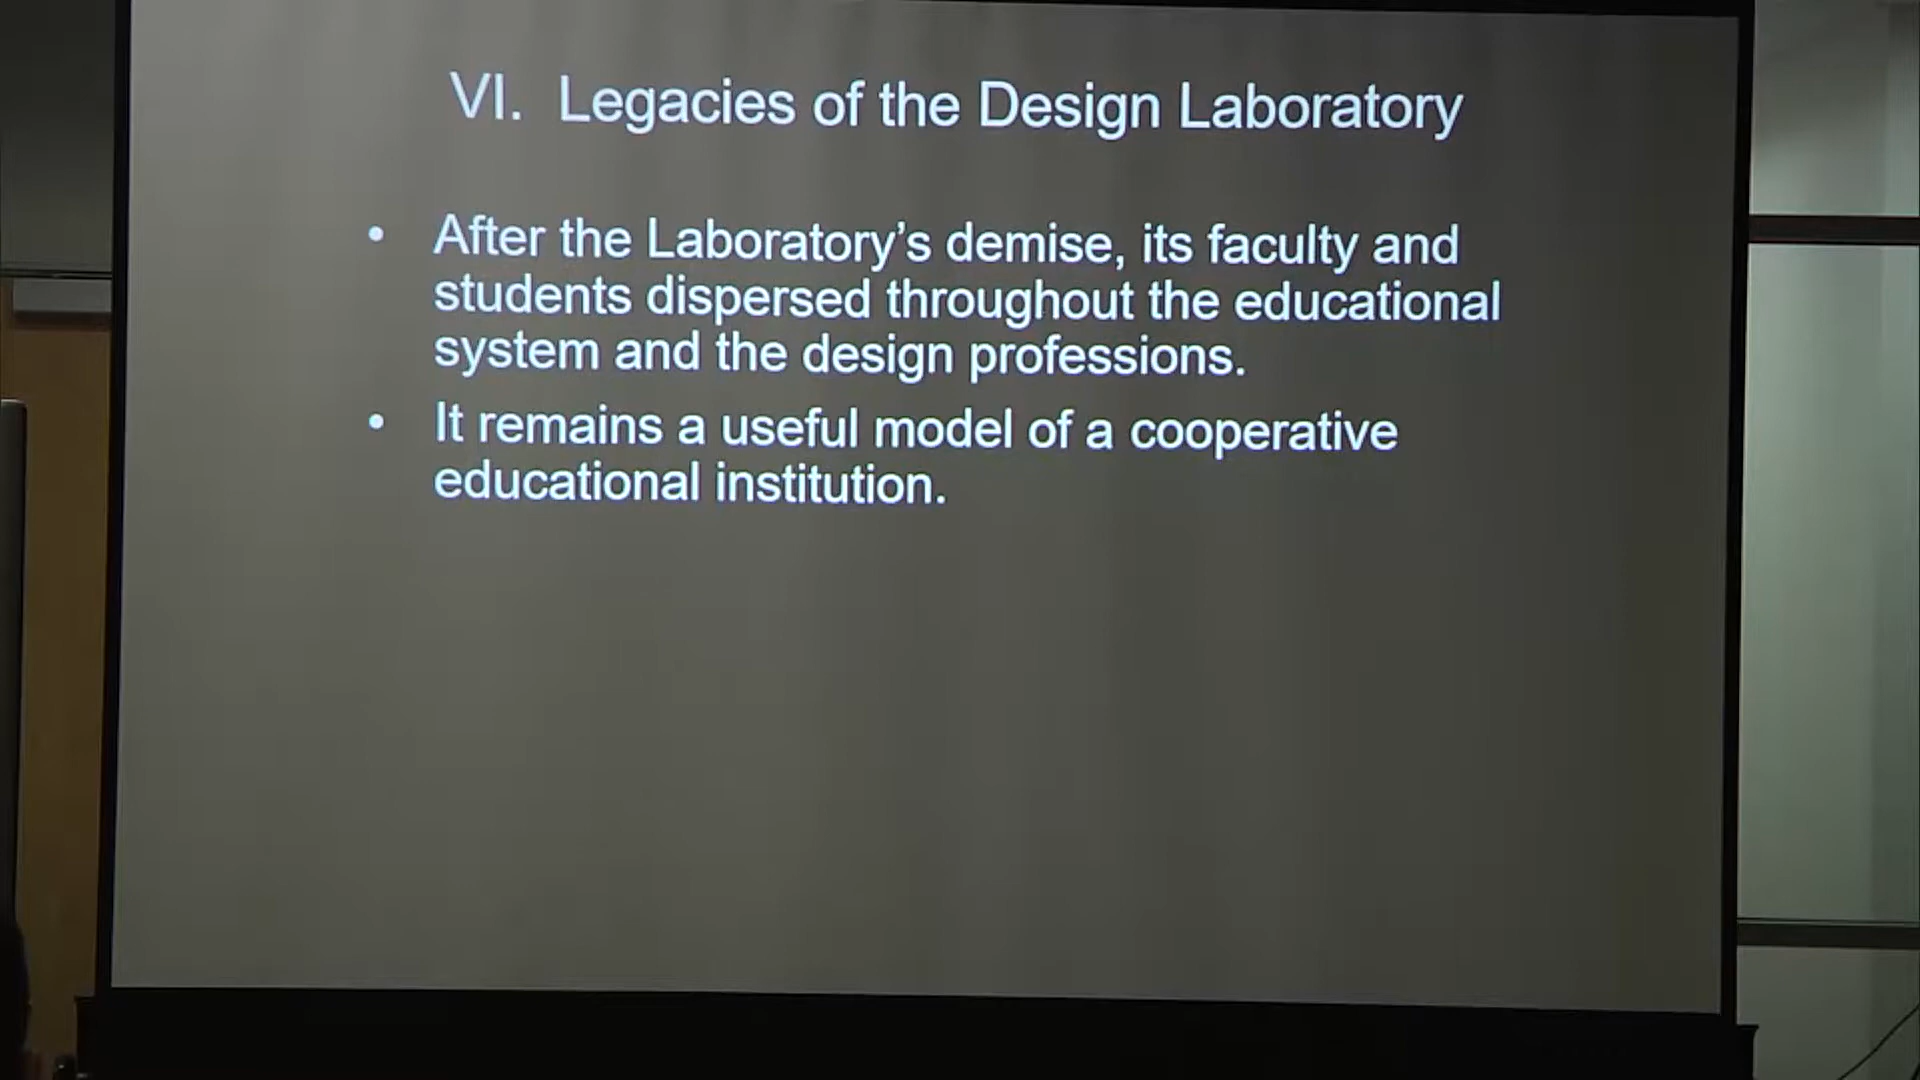 VI. Legacies of the Design Laboratory
• After the Laboratory's demise, its faculty and
students dispersed throughout the educational
system and the design professions.
• It remains a useful model of a cooperative
educational institution.